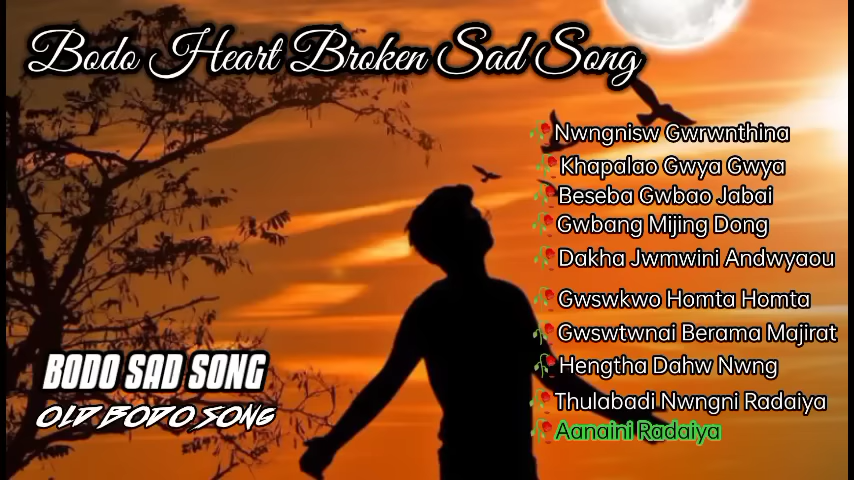 Bodo Heart Broken Sad Song
Nwngnisw Gwrwnthina
Khapalao Gwya Gwya
Beseba Gwbao Jabai
Gwbang Mijing Dong
Dakha Jwmwini Andwyaou
Gwswkwo Homta Homta
Gwswtwnai Berama Majirat
Hengtha Dahw Nwng
Thulabadi Nwngni Radaiya
Aanaini Radaiya
BODO SAD SONG
OLD BODO SONG